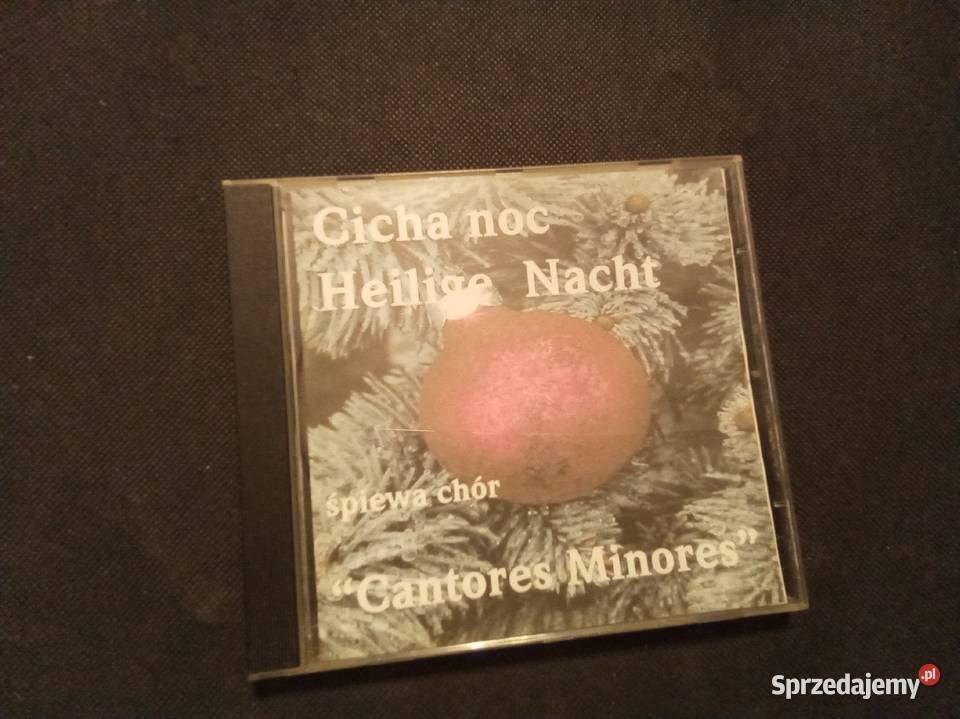 Cicha noc
Heilige Nacht
śpiewa chór
“Cantores Minores”
Sprzedajemy.pl